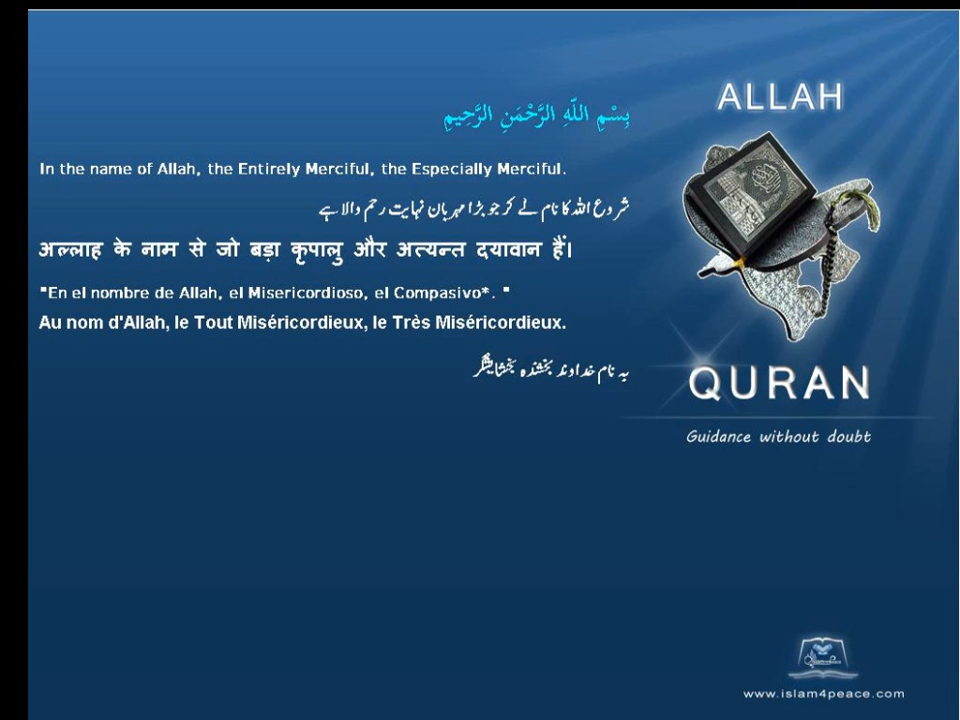 بِسْمِ اللَّهِ الرَّحْمَنِ الرَّحِيمِ
In the name of Allah, the Entirely Merciful, the Especially Merciful.
شروع الله کا نام لے کر جو بڑا مہربان نہایت رحم والا ہے
अल्लाह के नाम से जो बड़ा कृपालु और अत्यन्त दयावान हैं।
"En el nombre de Allah, el Misericordioso, el Compasivo*. "
Au nom d'Allah, le Tout Miséricordieux, le Très Miséricordieux.
به نام خداوند بخشنده بخشایشگر
ALLAH
QURAN
Guidance without doubt
www.islam4peace.com